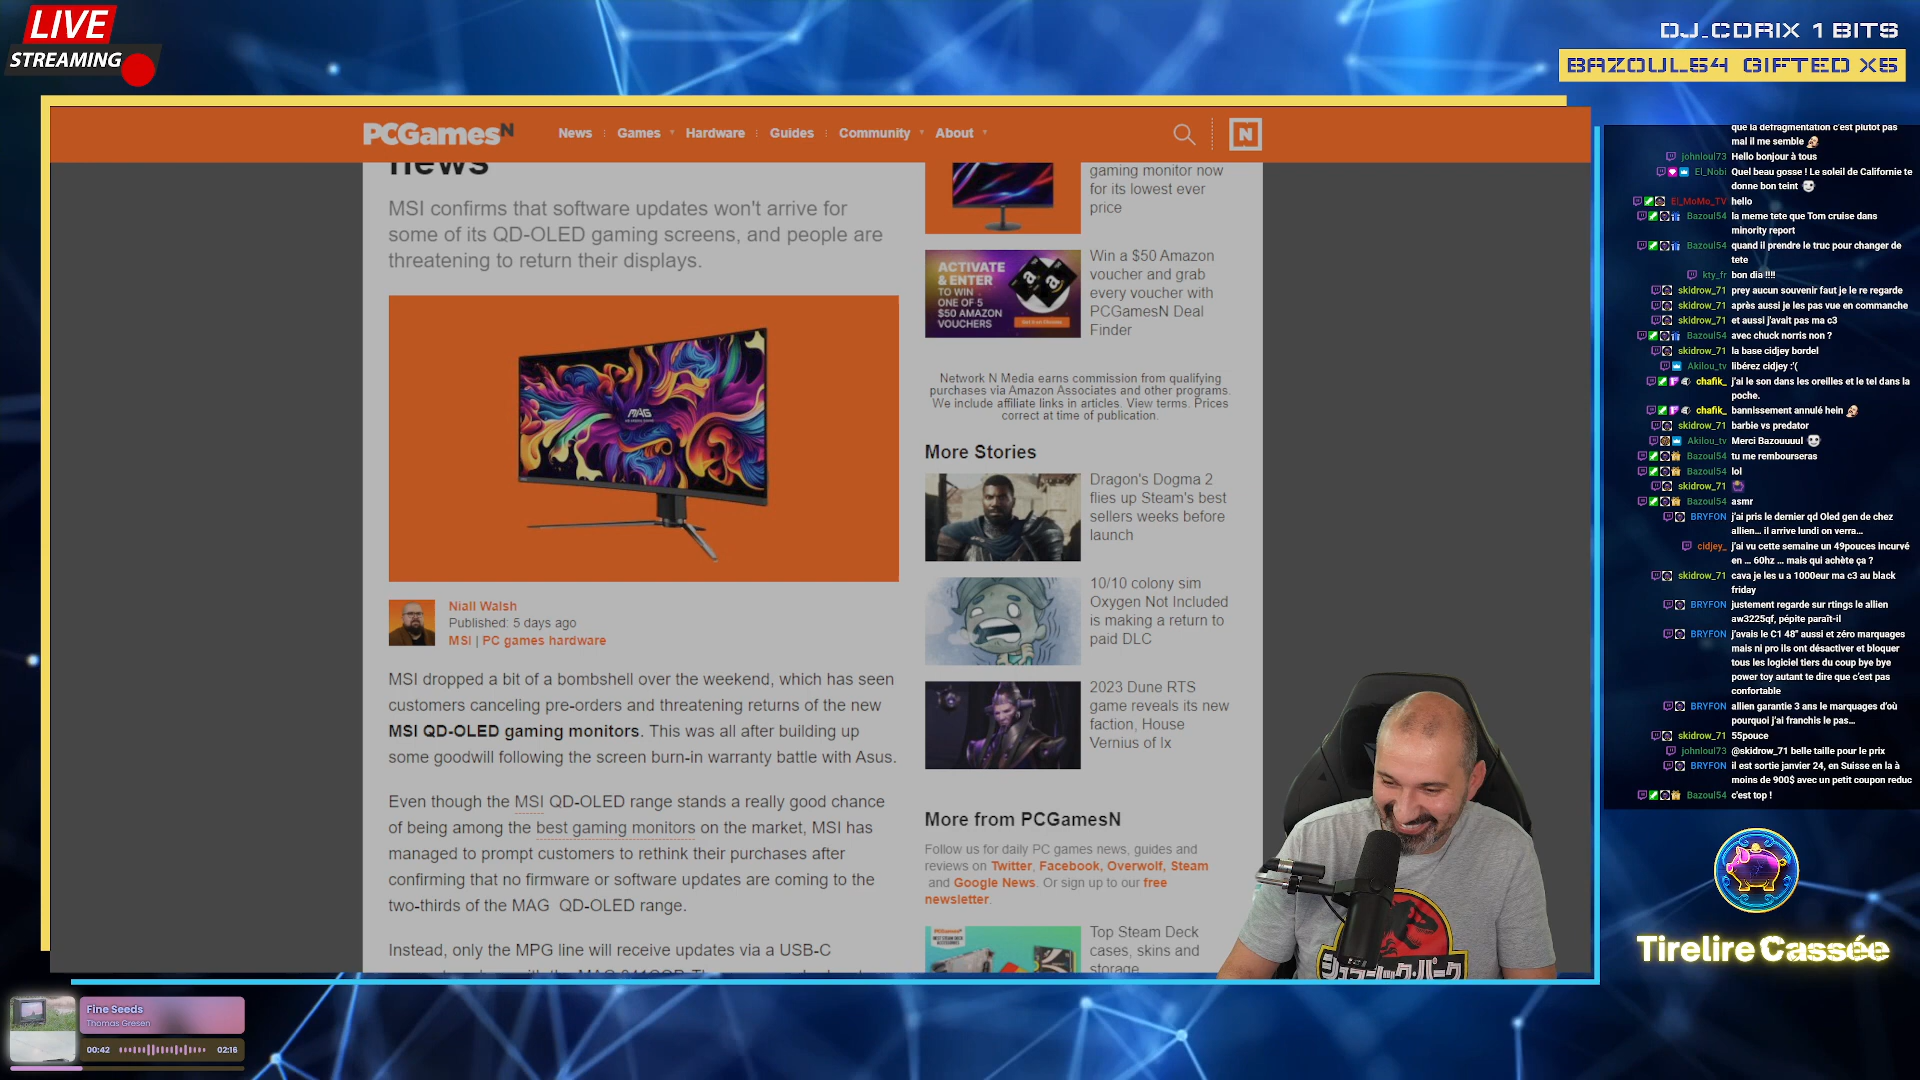 LIVE
STREAMING
DJ_CORIX 1 BITS
BAZOUL54 GIFTED X5
PCGamesN
News
Games
Hardware
Guides
Community
About
N
news
MSI confirms that software updates won't arrive for
some of its QD-OLED gaming screens, and people are
threatening to return their displays.
MAG
Niall Walsh
Published: 5 days ago
MSI | PC games hardware
MSI dropped a bit of a bombshell over the weekend, which has seen
customers canceling pre-orders and threatening returns of the new
MSI QD-OLED gaming monitors. This was all after building up
some goodwill following the screen burn-in warranty battle with Asus.
Even though the MSI QD-OLED range stands a really good chance
of being among the best gaming monitors on the market, MSI has
managed to prompt customers to rethink their purchases after
confirming that no firmware or software updates are coming to the
two-thirds of the MAG QD-OLED range.
Instead, only the MPG line will receive updates via a USB-C
gaming monitor now
for its lowest ever
price
ACTIVATE
& ENTER
TO WIN
ONE OF 5
$50 AMAZON
VOUCHERS
Win a $50 Amazon
voucher and grab
every voucher with
PCGamesN Deal
Finder
Network N Media earns commission from qualifying
purchases via Amazon Associates and other programs.
We include affiliate links in articles. View terms. Prices
correct at time of publication.
More Stories
Dragon's Dogma 2
flies up Steam's best
sellers weeks before
launch
10/10 colony sim
Oxygen Not Included
is making a return to
paid DLC
2023 Dune RTS
game reveals its new
faction, House
Vernius of Ix
More from PCGamesN
Follow us for daily PC games news, guides and
reviews on Twitter, Facebook, Overwolf, Steam
and Google News. Or sign up to our free
newsletter.
Top Steam Deck
cases, skins and
storage
que la defragmentation c'est plutot pas
mal il me semble
johnloul73 Hello bonjour à tous
El_Nobi Quel beau gosse ! Le soleil de Californie te
donne bon teint
El_MoMo_TV hello
Bazoul54 la meme tete que Tom cruise dans
minority report
Bazoul54 quand il prendre le truc pour changer de
tete
kty_fr bon dia !!!!
skidrow_71 prey aucun souvenir faut je le re regarde
skidrow_71 après aussi je les pas vue en commanche
skidrow_71 et aussi j'avait pas ma c3
Bazoul54 avec chuck norris non ?
skidrow_71 la base cidjey bordel
Akilou_tv libérez cidjey :'(
chafik_ j'ai le son dans les oreilles et le tel dans la
poche.
chafik_ bannissement annulé hein
skidrow_71 barbie vs predator
Akilou_tv Merci Bazouuuul
Bazoul54 tu me rembourseras
Bazoul54 lol
skidrow_71
Bazoul54 asmr
BRYFON j'ai pris le dernier qd Oled gen de chez
allien... il arrive lundi on verra...
cidjey_ j'ai vu cette semaine un 49pouces incurvé
en ... 60hz ... mais qui achète ça ?
skidrow_71 cava je les u a 1000eur ma c3 au black
friday
BRYFON justement regarde sur rtings le allien
aw3225qf, pépite parait-il
BRYFON j'avais le C1 48" aussi et zéro marquages
mais ni pro ils ont désactiver et bloquer
tous les logiciel tiers du coup bye bye
power toy autant te dire que c'est pas
confortable
BRYFON allien garantie 3 ans le marquages d'où
pourquoi j'ai franchis le pas...
skidrow_71 55pouce
johnloul73 @skidrow_71 belle taille pour le prix
BRYFON il est sortie janvier 24, en Suisse en la à
moins de 900$ avec un petit coupon reduc
Bazoul54 c'est top !
Tirelire Cassée
ジュラシック・パーク
Fine Seeds
Thomas Gresen
00:42
02:16